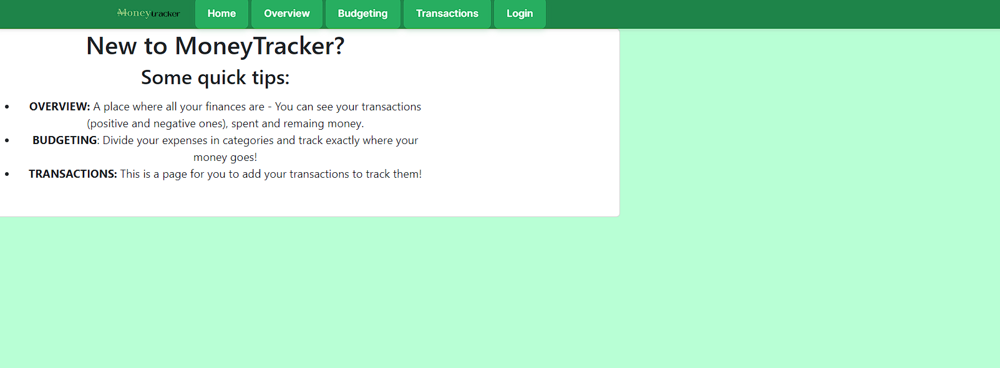 Moneytracker
Home
Overview
Budgeting
Transactions
Login
New to MoneyTracker?
Some quick tips:
OVERVIEW: A place where all your finances are - You can see your transactions
(positive and negative ones), spent and remaing money.
BUDGETING: Divide your expenses in categories and track exactly where your
money goes!
TRANSACTIONS: This is a page for you to add your transactions to track them!